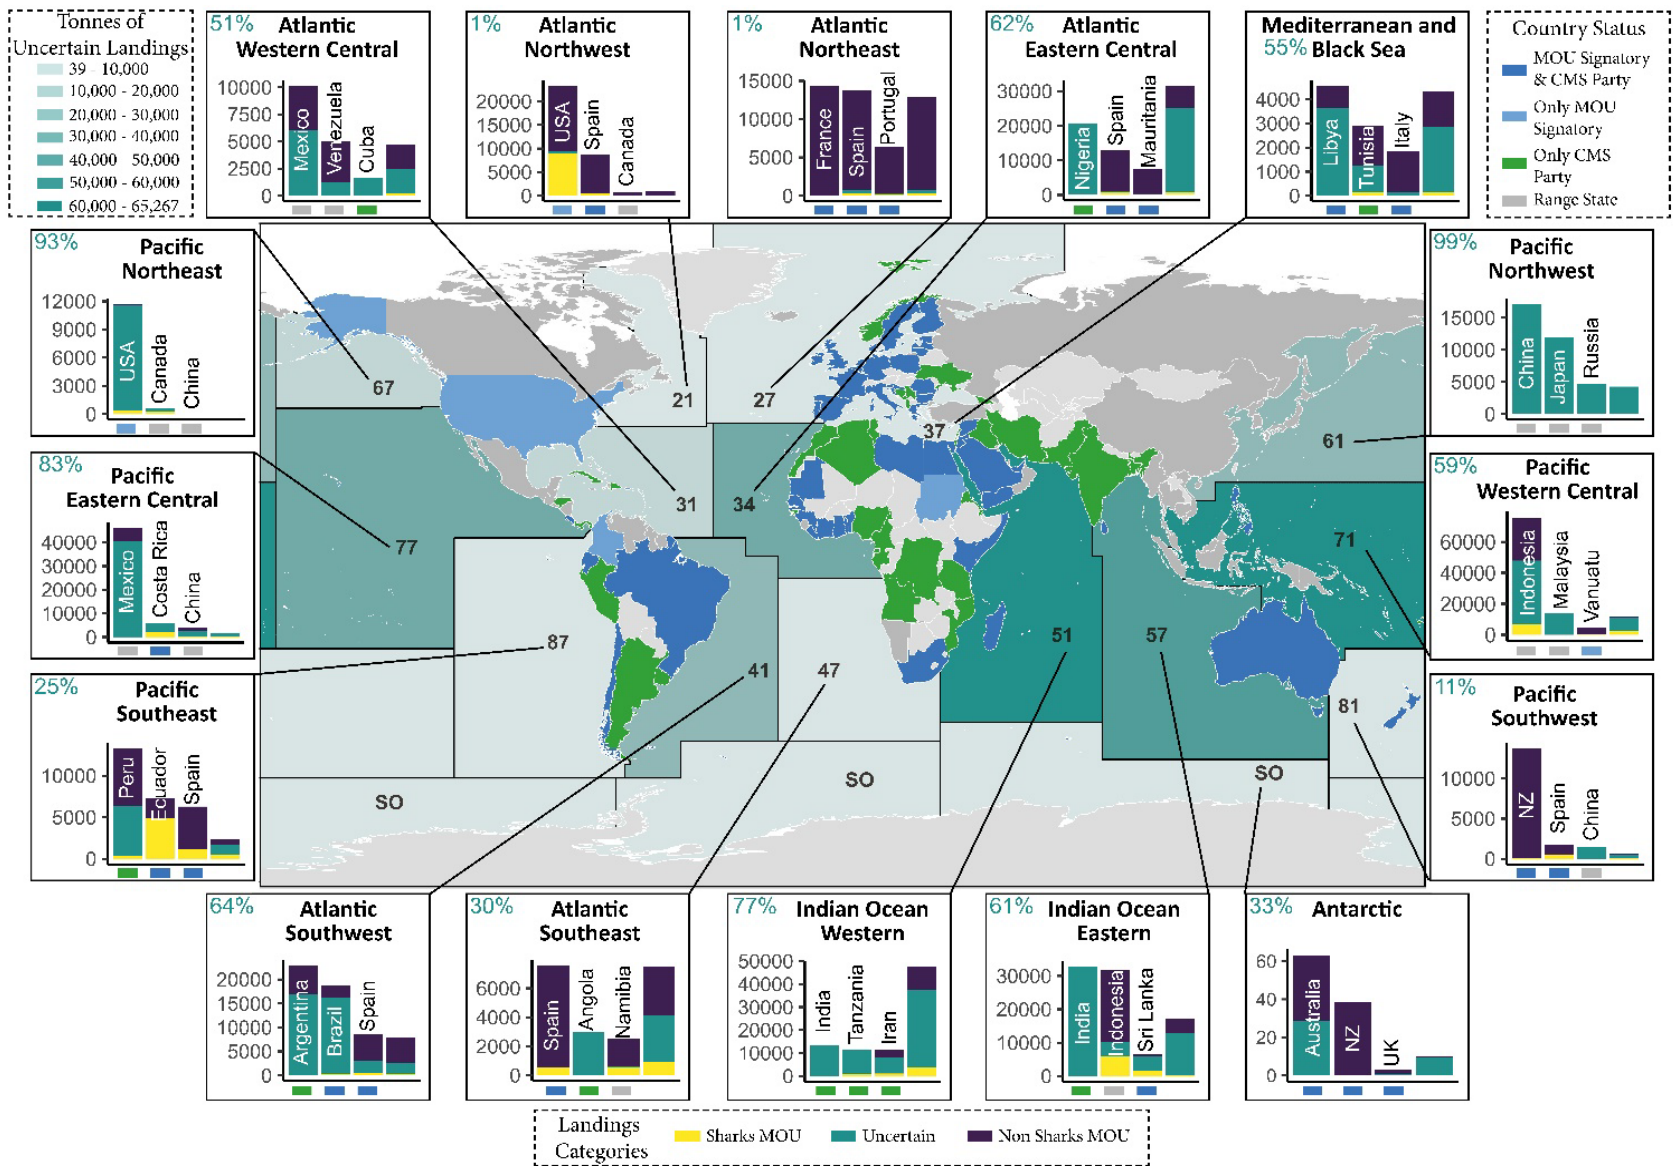 Tonnes of
Uncertain Landings
39 - 10,000
10,000 - 20,000
20,000 - 30,000
30,000 - 40,000
40,000 - 50,000
50,000 - 60,000
60,000 - 65,267
51%
Atlantic
Western Central
10000
7500
5000
2500
0
Mexico
Venezuela
Cuba
1%
Atlantic
Northwest
20000
15000
10000
5000
0
USA
Spain
Canada
1%
Atlantic
Northeast
15000
10000
5000
0
France
Spain
Portugal
62%
Atlantic
Eastern Central
30000
20000
10000
0
Nigeria
Spain
Mauritania
Mediterranean and
55% Black Sea
4000
3000
2000
1000
0
Libya
Tunisia
Italy
Country Status
MOU Signatory
& CMS Party
Only MOU
Signatory
Only CMS
Party
Range State
93%
Pacific
Northeast
12000
9000
6000
3000
0
USA
Canada
China
99%
Pacific
Northwest
15000
10000
5000
0
China
Japan
Russia
83%
Pacific
Eastern Central
40000
30000
20000
10000
0
Mexico
Costa Rica
China
59%
Pacific
Western Central
60000
40000
20000
0
Indonesia
Malaysia
Vanuatu
25%
Pacific
Southeast
10000
5000
0
Peru
Ecuador
Spain
11%
Pacific
Southwest
10000
5000
0
NZ
Spain
China
67
21
27
37
61
31
34
77
71
87
41
47
51
57
81
SO
SO
SO
64%
Atlantic
Southwest
20000
15000
10000
5000
0
Argentina
Brazil
Spain
30%
Atlantic
Southeast
6000
4000
2000
0
Spain
Angola
Namibia
77%
Indian Ocean
Western
50000
40000
30000
20000
10000
0
India
Tanzania
Iran
61%
Indian Ocean
Eastern
30000
20000
10000
0
India
Indonesia
Sri Lanka
33%
Antarctic
60
40
20
0
Australia
NZ
UK
Landings
Categories
Sharks MOU
Uncertain
Non Sharks MOU